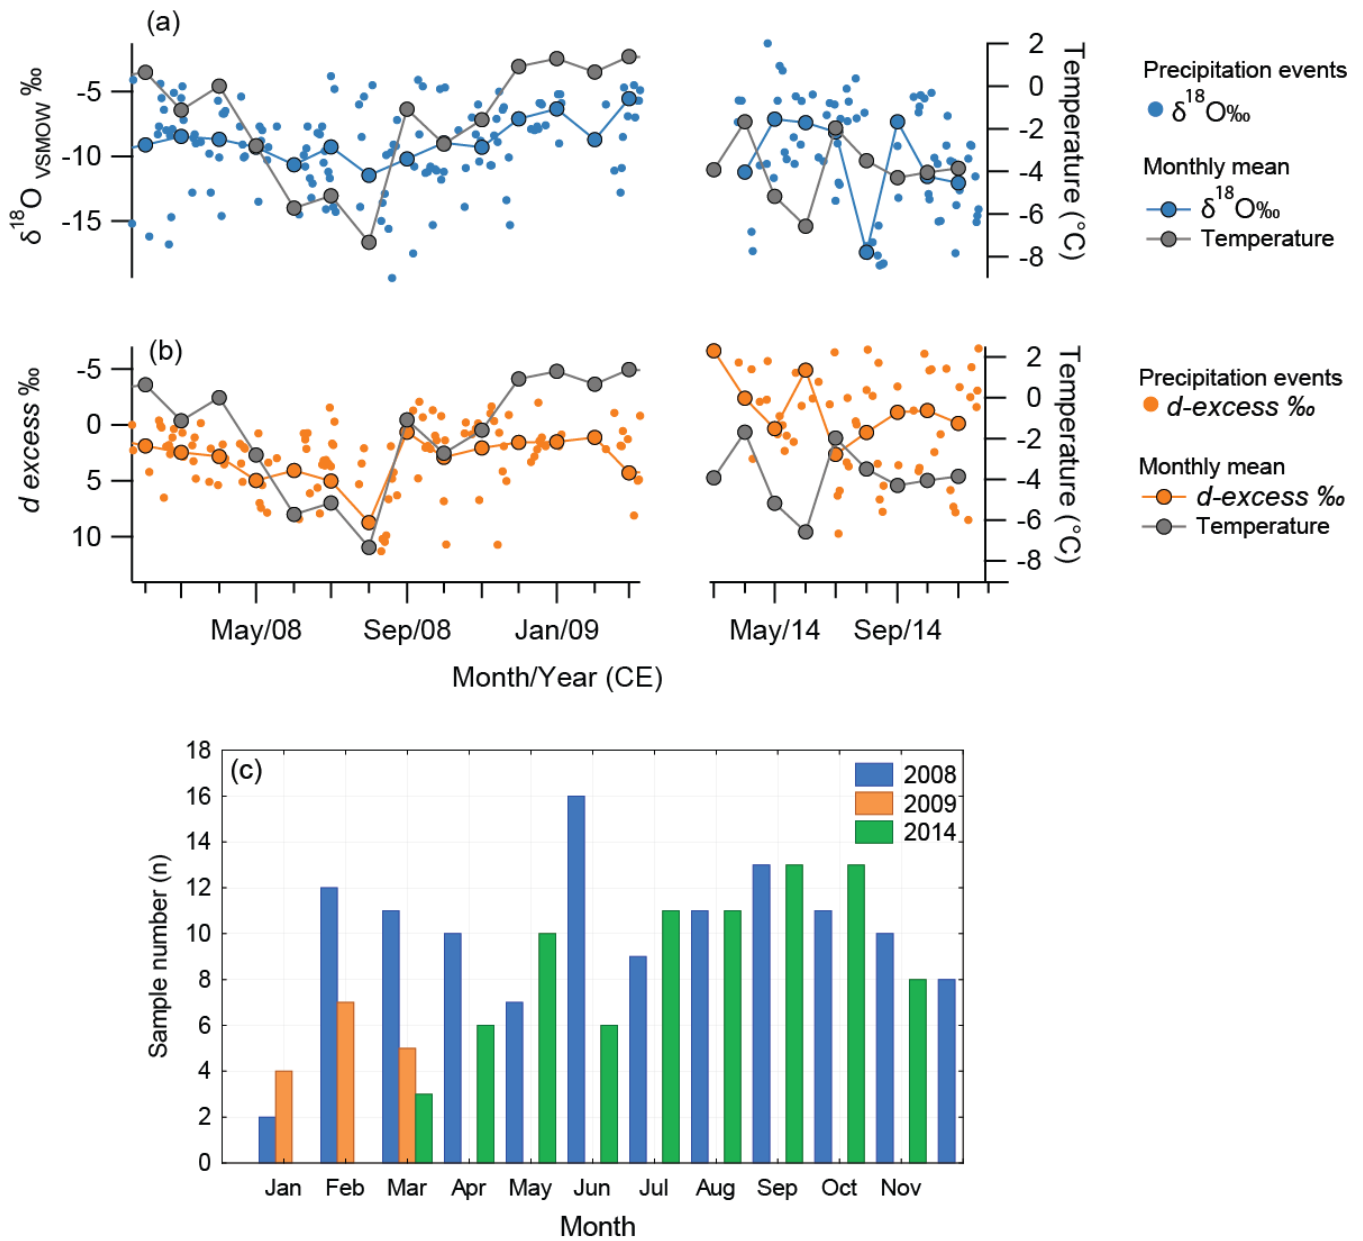 (a)
-5
-10
-15
δ18O VSMOW ‰
2
0
-2
-4
-6
-8
Temperature (°C)
Precipitation events
δ18O‰
Monthly mean
δ18O‰
Temperature
(b)
-5
0
5
10
d excess ‰
2
0
-2
-4
-6
-8
Temperature (°C)
Precipitation events
d-excess ‰
Monthly mean
d-excess ‰
Temperature
May/08 Sep/08 Jan/09 May/14 Sep/14
Month/Year (CE)
(c)
18
16
14
12
10
8
6
4
2
0
Sample number (n)
2008
2009
2014
Jan Feb Mar Apr May Jun Jul Aug Sep Oct Nov
Month